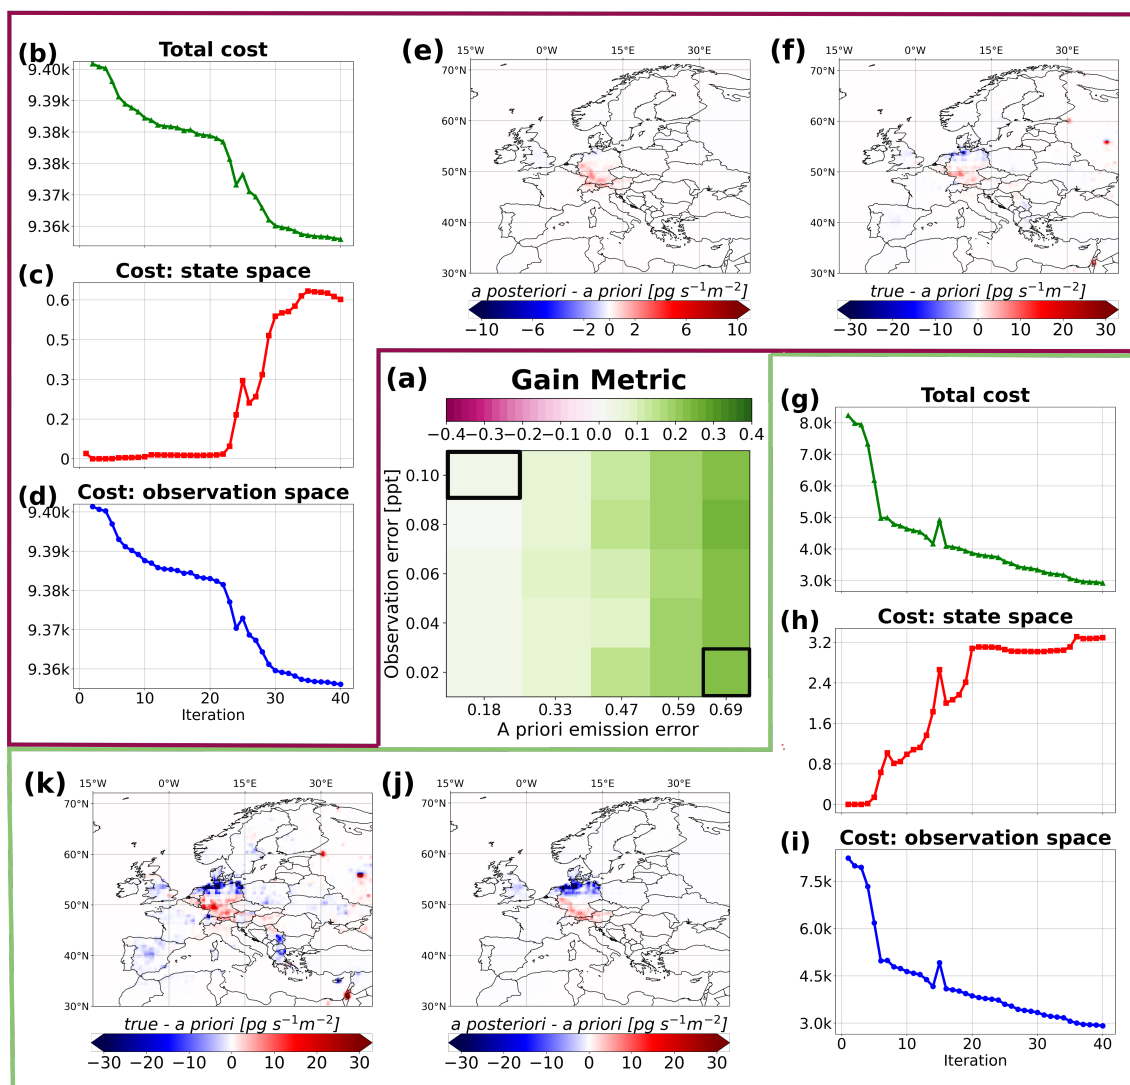 (b)
Total cost
9.40k
9.39k
9.38k
9.38k
9.37k
9.36k
(c)
Cost: state space
0.6
0.5
0.3
0.2
0
(d)
Cost: observation space
9.40k
9.39k
9.38k
9.37k
9.36k
0 10 20 30 40
Iteration
(e)
15°W 0°W 15°E 30°E
70°N
60°N
50°N
40°N
30°N
a posteriori - a priori [pg s−1m−2]
−10 −6 −2 2 6 10
(f)
15°W 0°W 15°E 30°E
70°N
60°N
50°N
40°N
30°N
true - a priori [pg s−1m−2]
−30 −20 −10 0 10 20 30
(a)
Gain Metric
−0.4 −0.3 −0.2 −0.1 0.0 0.1 0.2 0.3 0.4
Observation error [ppt]
0.10
0.08
0.06
0.04
0.02
0.18 0.33 0.47 0.59 0.69
A priori emission error
(g)
Total cost
8.0k
7.0k
6.0k
5.0k
4.0k
3.0k
(h)
Cost: state space
3.2
2.4
1.6
0.8
0
(i)
Cost: observation space
7.5k
6.0k
4.5k
3.0k
0 10 20 30 40
Iteration
(k)
15°W 0°W 15°E 30°E
70°N
60°N
50°N
40°N
30°N
true - a priori [pg s−1m−2]
−30 −20 −10 0 10 20 30
(j)
15°W 0°W 15°E 30°E
70°N
60°N
50°N
40°N
30°N
a posteriori - a priori [pg s−1m−2]
−30 −20 −10 0 10 20 30